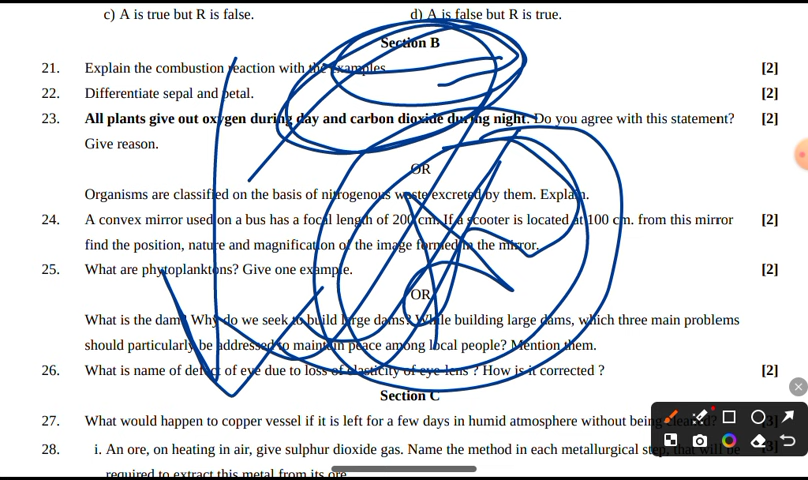 c) A is true but R is false. d) A is false but R is true.
Section B
21. Explain the combustion reaction with the examples. [2]
22. Differentiate sepal and petal. [2]
23. All plants give out oxygen during day and carbon dioxide during night. Do you agree with this statement? [2]
Give reason.
OR
Organisms are classified on the basis of nitrogenous waste excreted by them. Explain.
24. A convex mirror used on a bus has a focal length of 200 cm. If a scooter is located at 100 cm. from this mirror [2]
find the position, nature and magnification of the image formed in the mirror.
25. What are phytoplanktons? Give one example. [2]
OR
What is the dam? Why do we seek to build large dams? While building large dams, which three main problems
should particularly be addressed to maintain peace among local people? Mention them.
26. What is name of defect of eye due to loss of elasticity of eye lens ? How is it corrected ? [2]
Section C
27. What would happen to copper vessel if it is left for a few days in humid atmosphere without being cleaned? [3]
28. i. An ore, on heating in air, give sulphur dioxide gas. Name the method in each metallurgical step, that will be [3]
required to extract this metal from its ore.